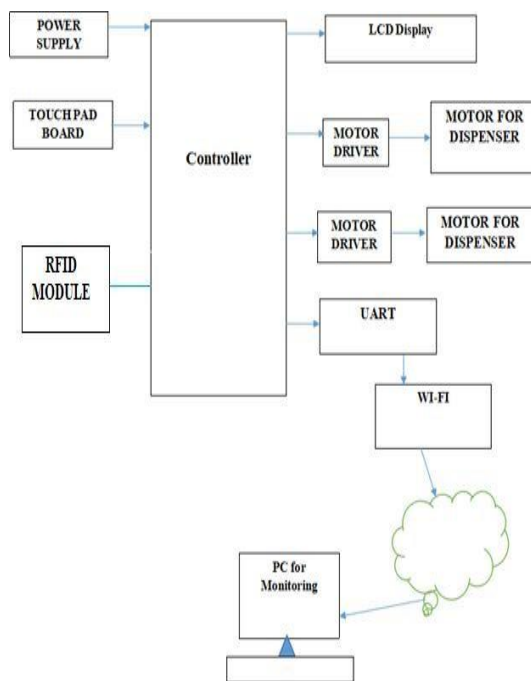 POWER
SUPPLY
LCD Display
TOUCH PAD
BOARD
Controller
MOTOR
DRIVER
MOTOR FOR
DISPENSER
MOTOR
DRIVER
MOTOR FOR
DISPENSER
RFID
MODULE
UART
WI-FI
PC for
Monitoring